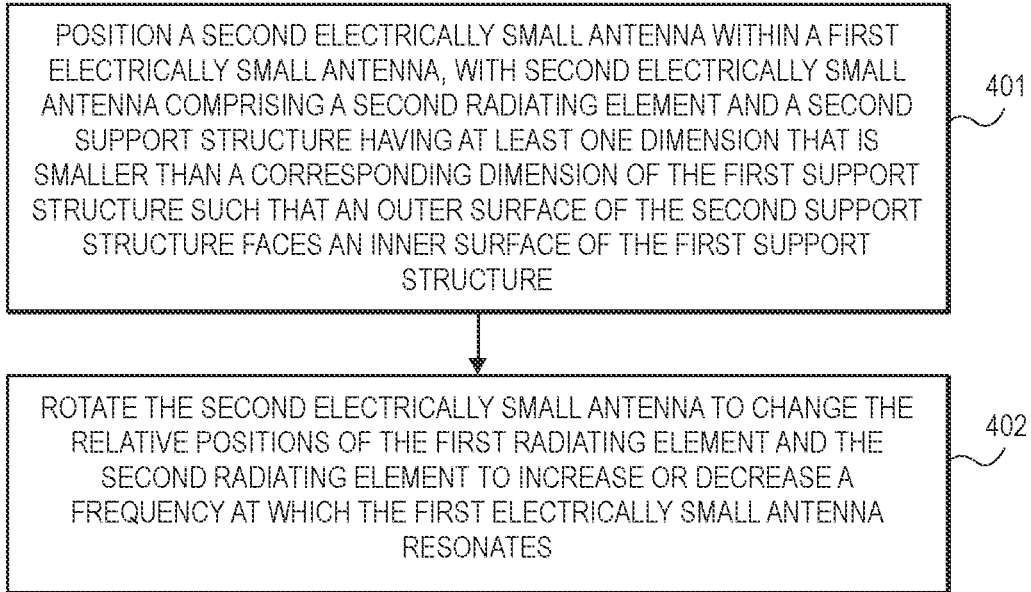 POSITION A SECOND ELECTRICALLY SMALL ANTENNA WITHIN A FIRST
ELECTRICALLY SMALL ANTENNA, WITH SECOND ELECTRICALLY SMALL
ANTENNA COMPRISING A SECOND RADIATING ELEMENT AND A SECOND
SUPPORT STRUCTURE HAVING AT LEAST ONE DIMENSION THAT IS
SMALLER THAN A CORRESPONDING DIMENSION OF THE FIRST SUPPORT
STRUCTURE SUCH THAT AN OUTER SURFACE OF THE SECOND SUPPORT
STRUCTURE FACES AN INNER SURFACE OF THE FIRST SUPPORT
STRUCTURE
401
ROTATE THE SECOND ELECTRICALLY SMALL ANTENNA TO CHANGE THE
RELATIVE POSITIONS OF THE FIRST RADIATING ELEMENT AND THE
SECOND RADIATING ELEMENT TO INCREASE OR DECREASE A
FREQUENCY AT WHICH THE FIRST ELECTRICALLY SMALL ANTENNA
RESONATES
402